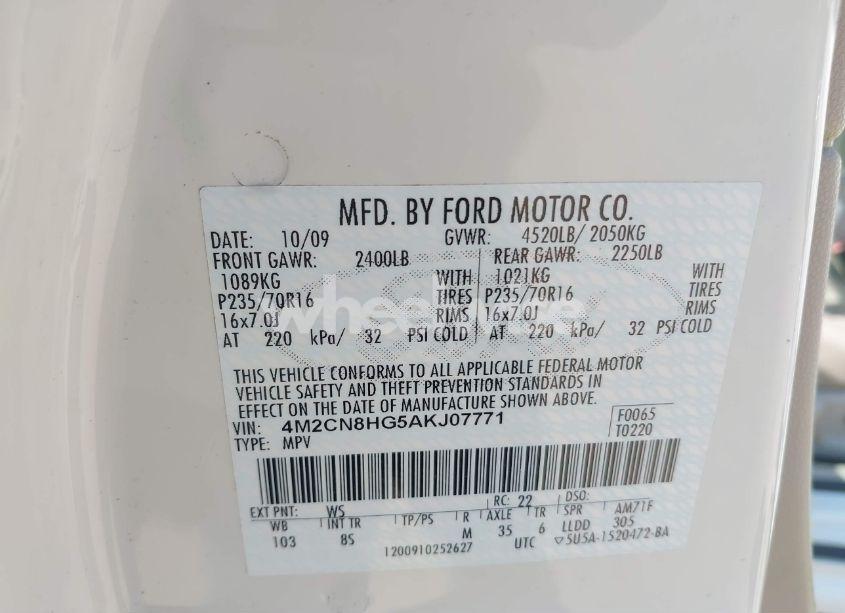 MFD. BY FORD MOTOR CO.
DATE: 10/09 GVWR: 4520LB/ 2050KG
FRONT GAWR: 2400LB REAR GAWR: 2250LB
1089KG WITH 1021KG WITH
P235/70R16 TIRES P235/70R16 TIRES
16x7.0J RIMS 16x7.0J RIMS
AT 220 kPa/ 32 PSI COLD AT 220 kPa/ 32 PSI COLD
THIS VEHICLE CONFORMS TO ALL APPLICABLE FEDERAL MOTOR
VEHICLE SAFETY AND THEFT PREVENTION STANDARDS IN
EFFECT ON THE DATE OF MANUFACTURE SHOWN ABOVE.
VIN: 4M2CN8HG5AKJ07771 F0065
TYPE: MPV T0220
EXT PNT: WS RC: 22 DSO:
WB INT TR TP/PS R AXLE TR SPR AM71F
103 8S M 35 6 LLDD 305
1200910252627 UTC ▽5U5A-1520472-BA